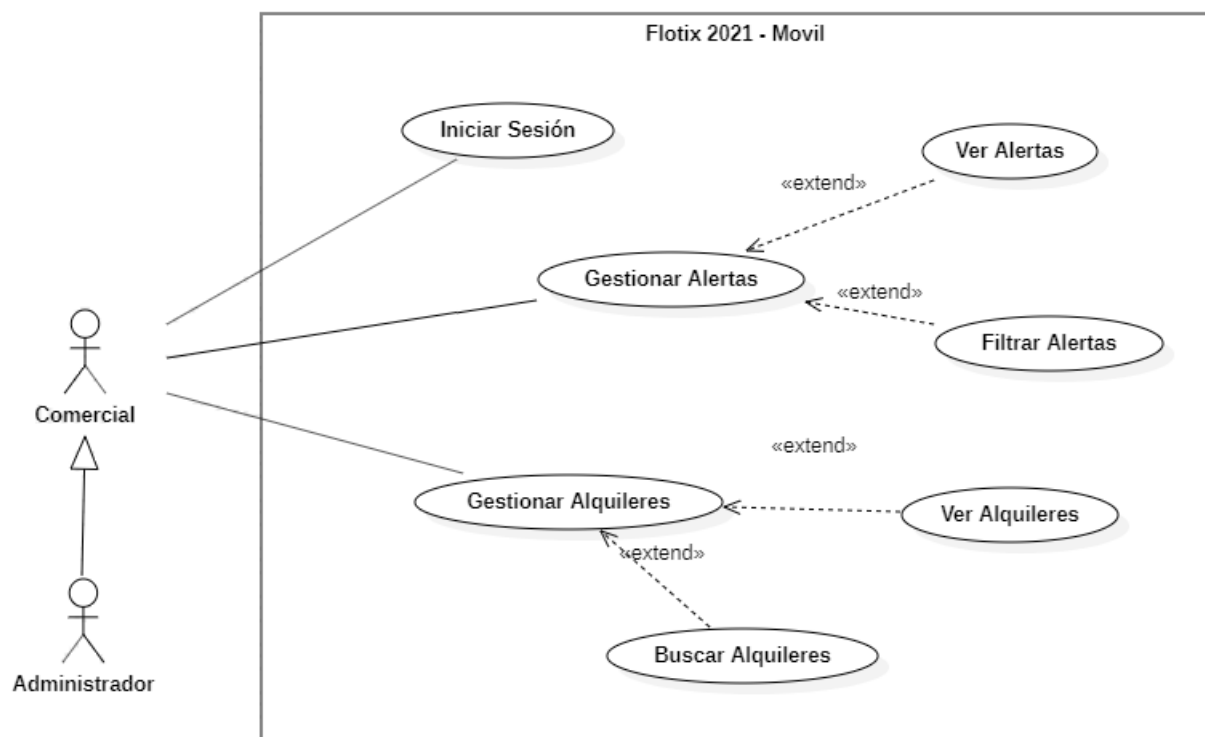 Flotix 2021 - Movil
Iniciar Sesión
Ver Alertas
«extend»
Gestionar Alertas
«extend»
Filtrar Alertas
Comercial
«extend»
Gestionar Alquileres
Ver Alquileres
«extend»
Buscar Alquileres
Administrador